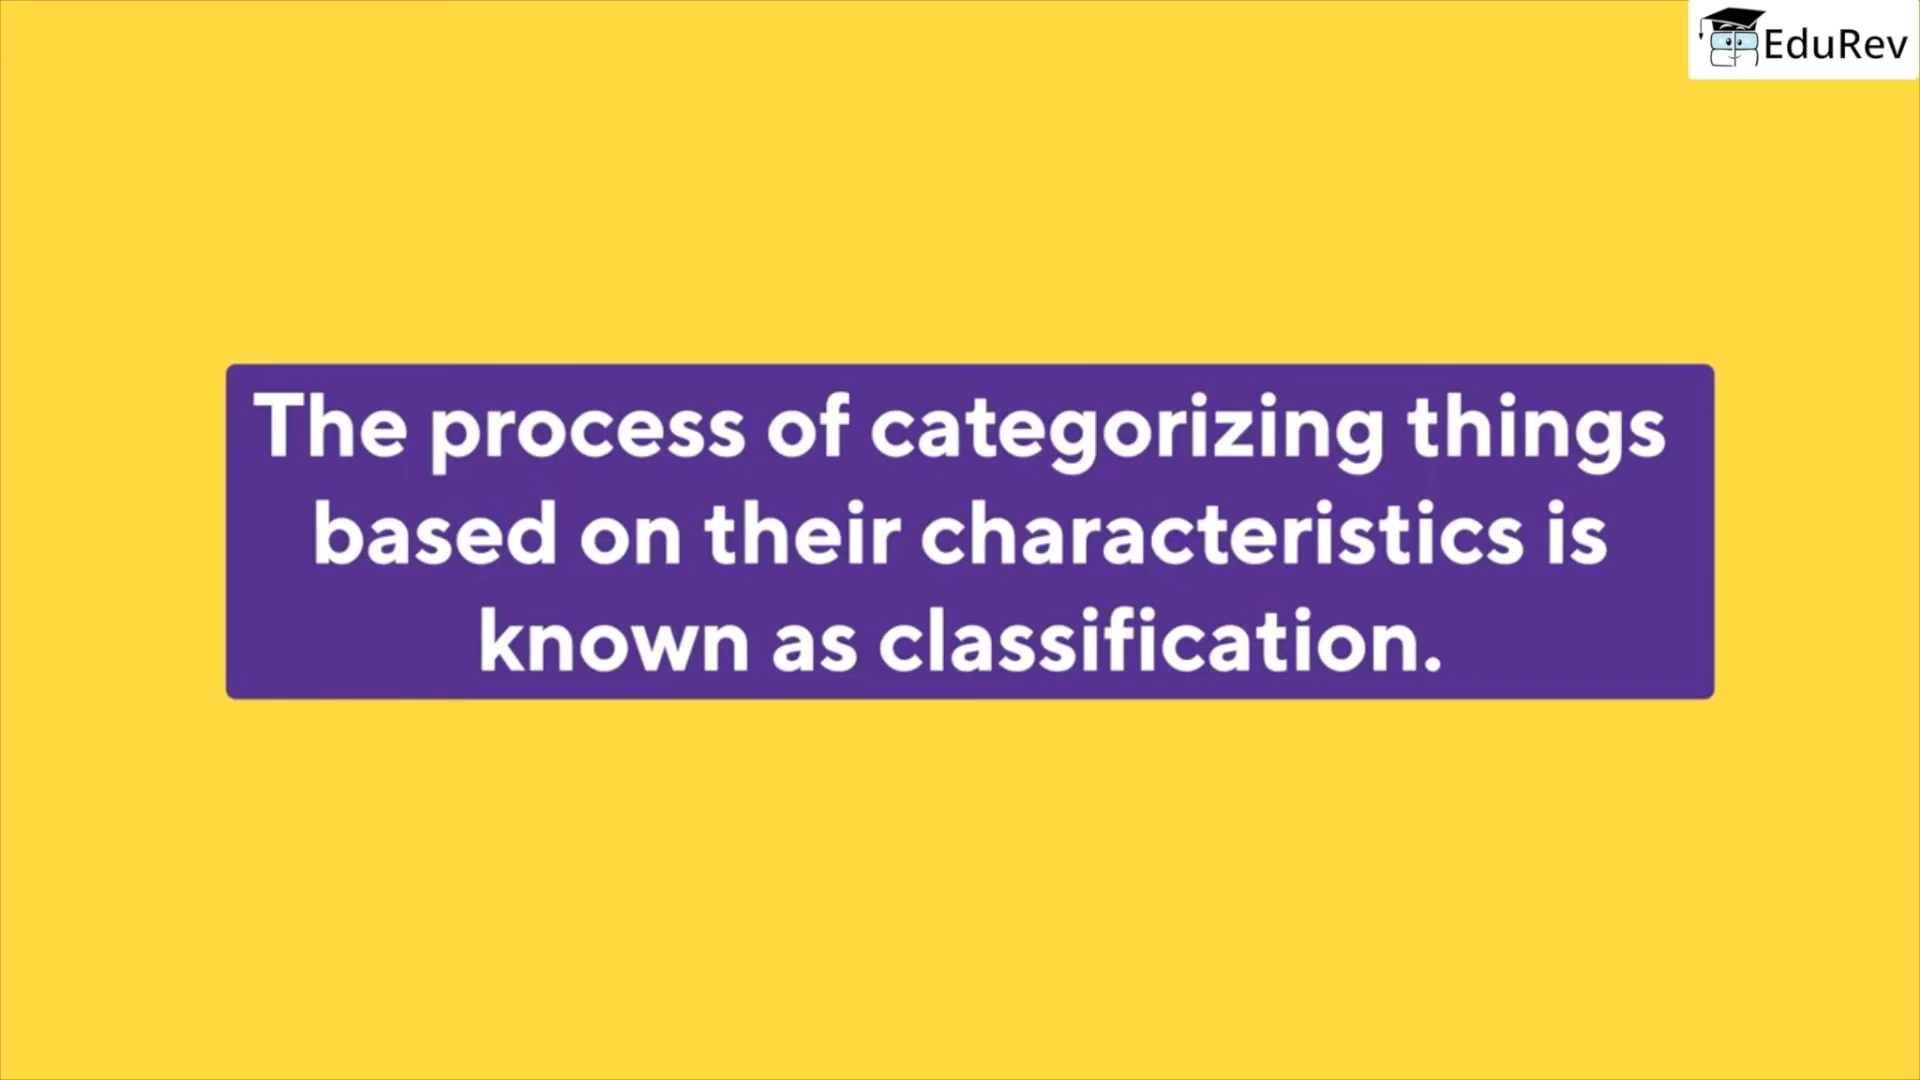 EduRev
The process of categorizing things
based on their characteristics is
known as classification.